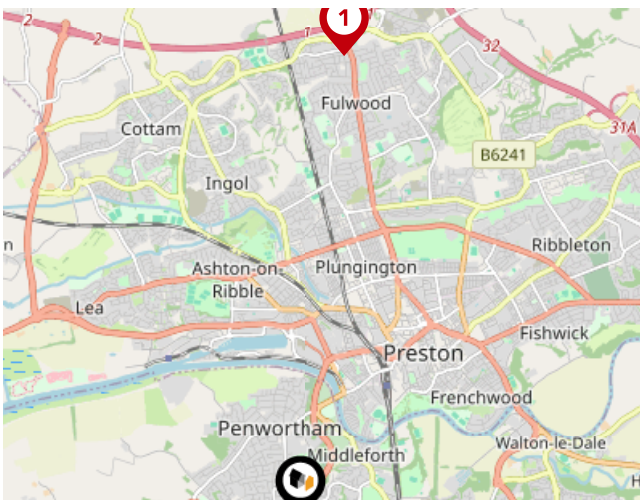 2
2
1
1
32
Fulwood
31A
Cottam
B6241
Ingol
n
Ribbleton
Ashton-on-
Ribble
Plungington
Lea
Fishwick
Preston
Frenchwood
Penwortham
Walton-le-Dale
Middleforth
H